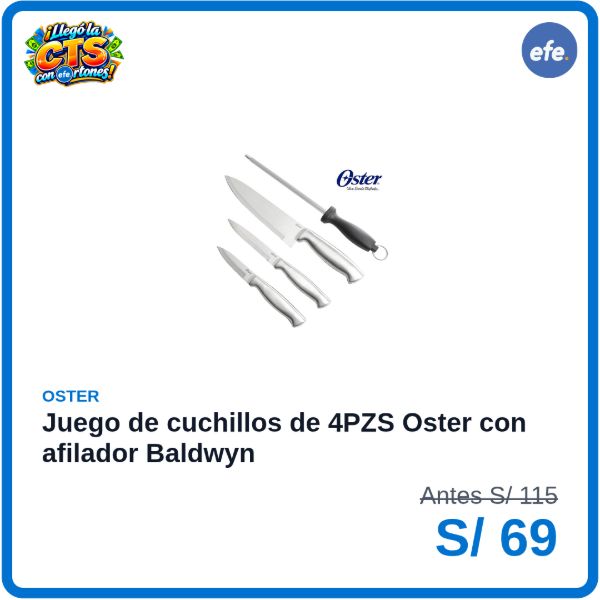 ¡Llegó la
CTS
con efe rtones!
efe.
Oster
OSTER
Juego de cuchillos de 4PZS Oster con
afilador Baldwyn
Antes S/ 115
S/ 69